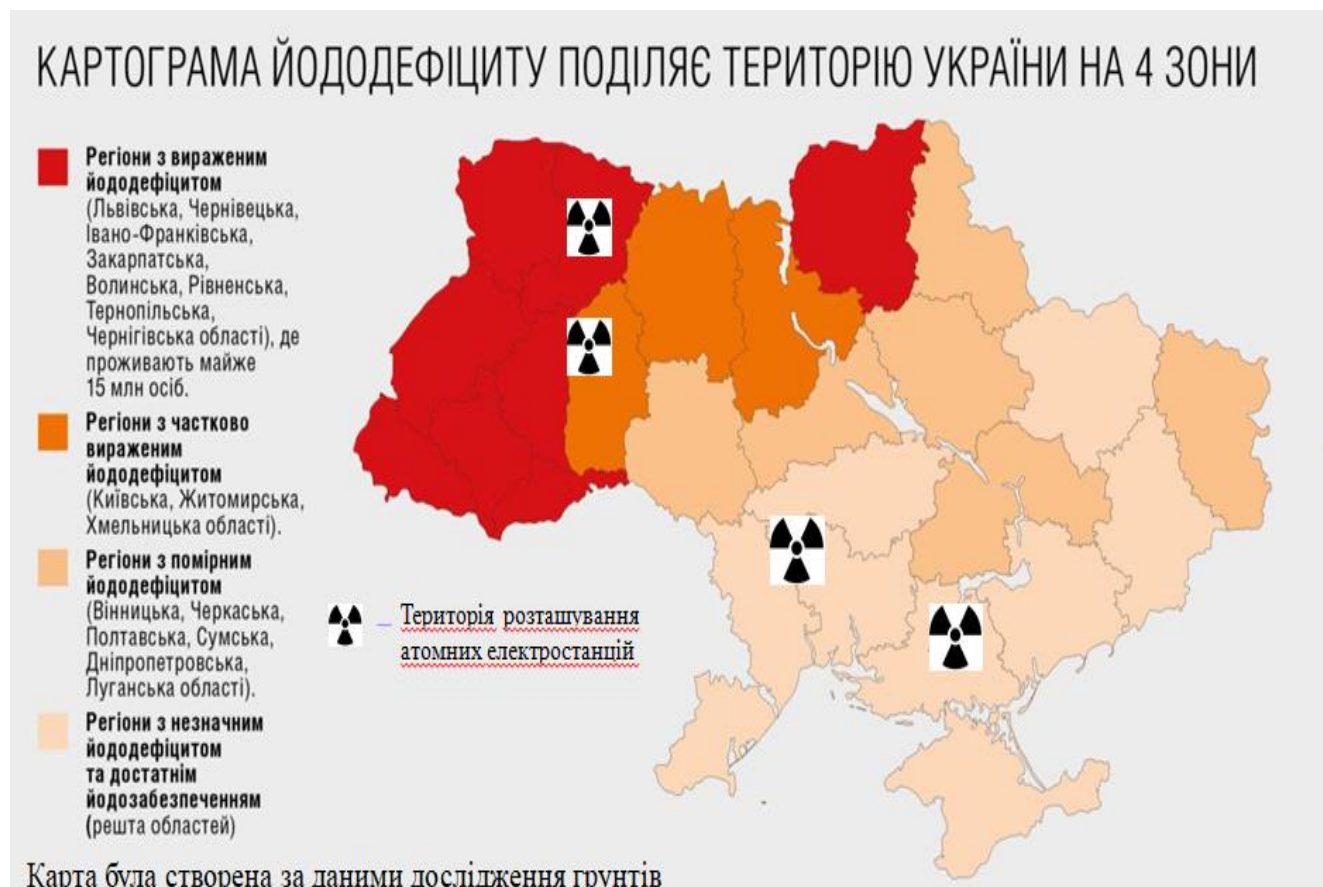 КАРТОГРАМА ЙОДОДЕФІЦИТУ ПОДІЛЯЄ ТЕРИТОРІЮ УКРАЇНИ НА 4 ЗОНИ
Регіони з вираженим
йододефіцитом
(Львівська, Чернівецька,
Івано-Франківська,
Закарпатська,
Волинська, Рівненська,
Тернопільська,
Чернігівська області), де
проживають майже
15 млн осіб.
Регіони з частково
вираженим
йододефіцитом
(Київська, Житомирська,
Хмельницька області).
Регіони з помірним
йододефіцитом
(Вінницька, Черкаська,
Полтавська, Сумська,
Дніпропетровська,
Луганська області).
Регіони з незначним
йододефіцитом
та достатнім
йодозабезпеченням
(решта областей)
– Територія розташування
атомних електростанцій
Карта була створена за даними дослідження грунтів